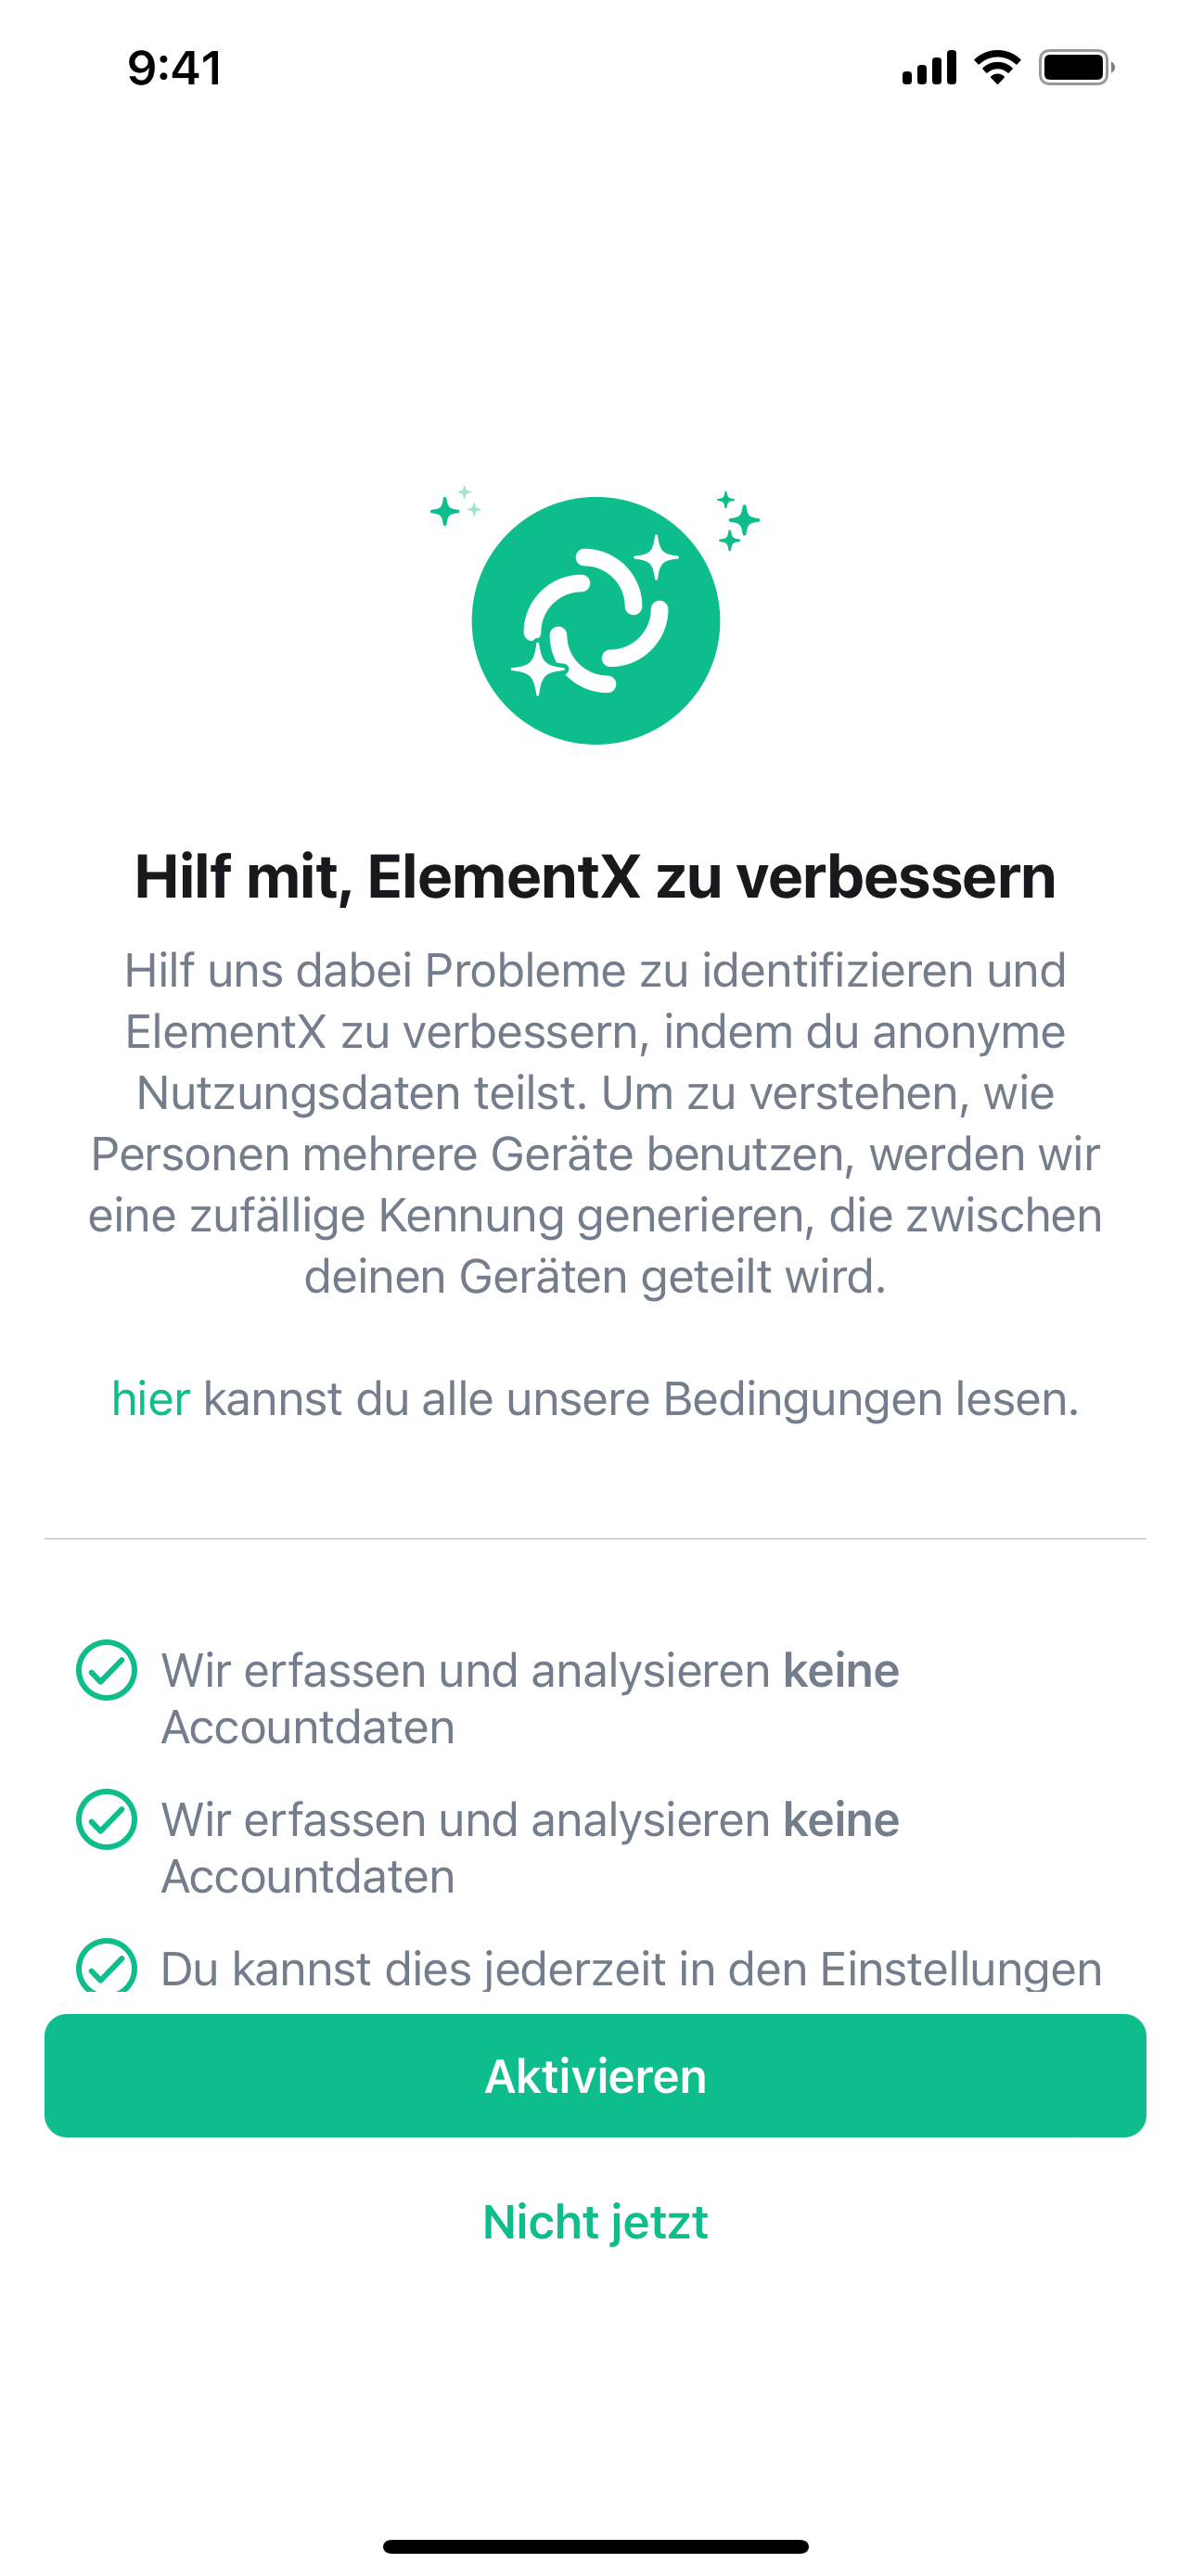 9:41
Hilf mit, ElementX zu verbessern
Hilf uns dabei Probleme zu identifizieren und
ElementX zu verbessern, indem du anonyme
Nutzungsdaten teilst. Um zu verstehen, wie
Personen mehrere Geräte benutzen, werden wir
eine zufällige Kennung generieren, die zwischen
deinen Geräten geteilt wird.
hier kannst du alle unsere Bedingungen lesen.
Wir erfassen und analysieren keine
Accountdaten
Wir erfassen und analysieren keine
Accountdaten
Du kannst dies jederzeit in den Einstellungen
Aktivieren
Nicht jetzt